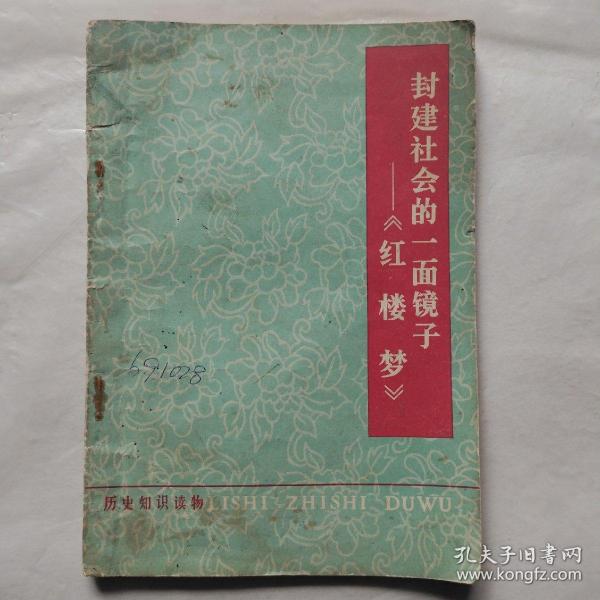 封建社会的一面镜子
——《红楼梦》
691028
历史知识读物 LISHI ZHISHI DUWU
孔夫子旧书网
www.kongfz.com